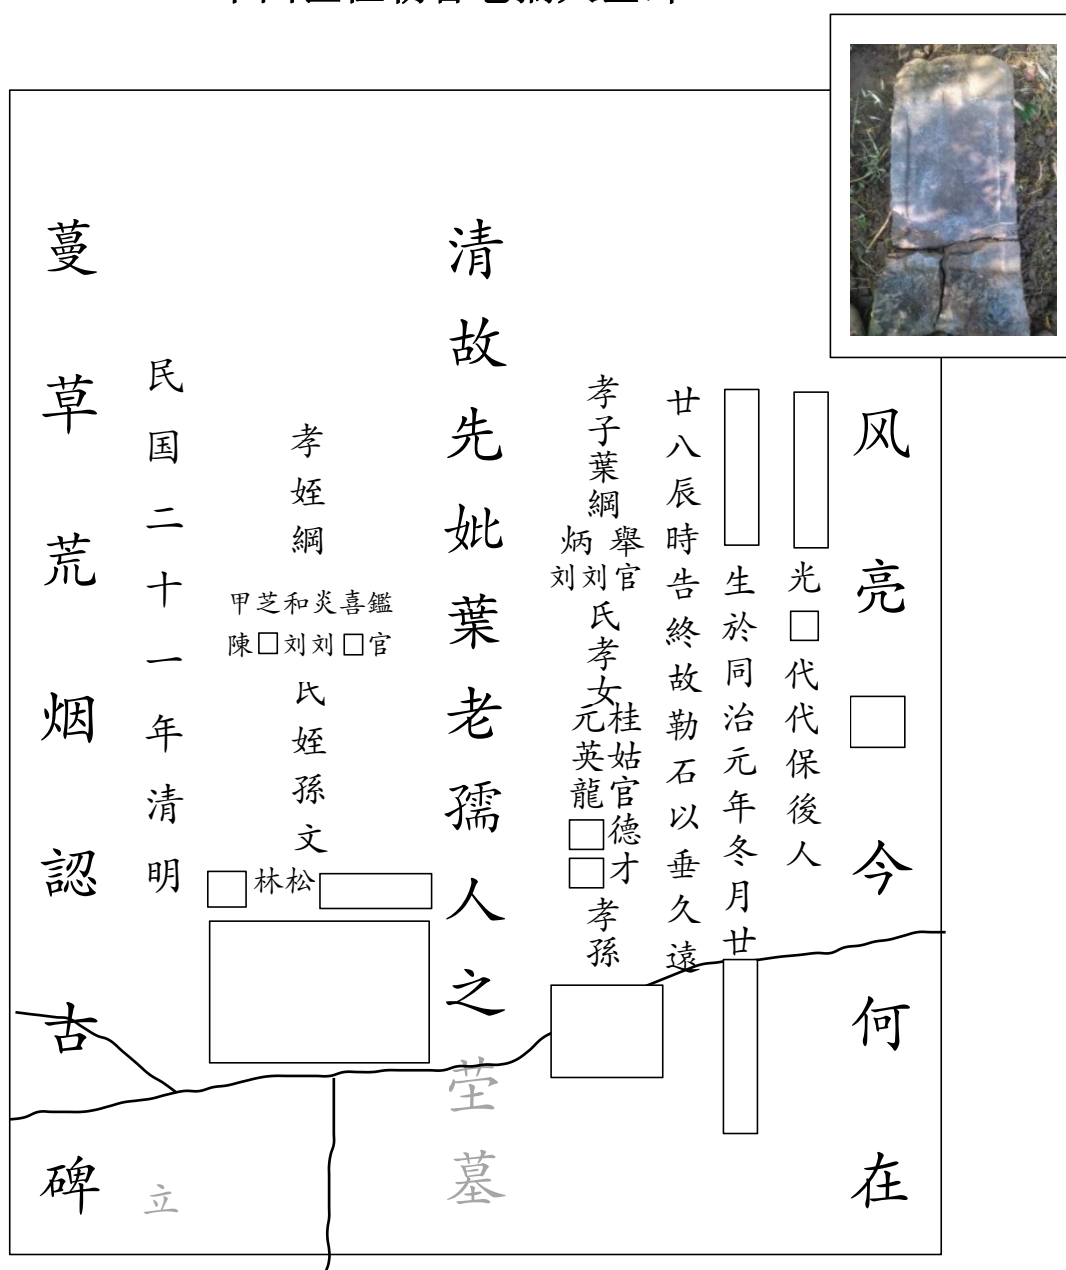 风亮□今何在
光□代代保後人
生於同治元年冬月廿
廿八辰時告終故勒石以垂久遠
孝子葉綱
舉炳
官刘刘
氏孝女
桂姑官德才
元英龍□□
孝孫
清故先妣葉老孺人之茔墓
孝姪綱
鑑喜炎和芝甲
官□刘刘□陳
氏姪孫文
松林□
民国二十一年清明立
蔓草荒烟認古碑